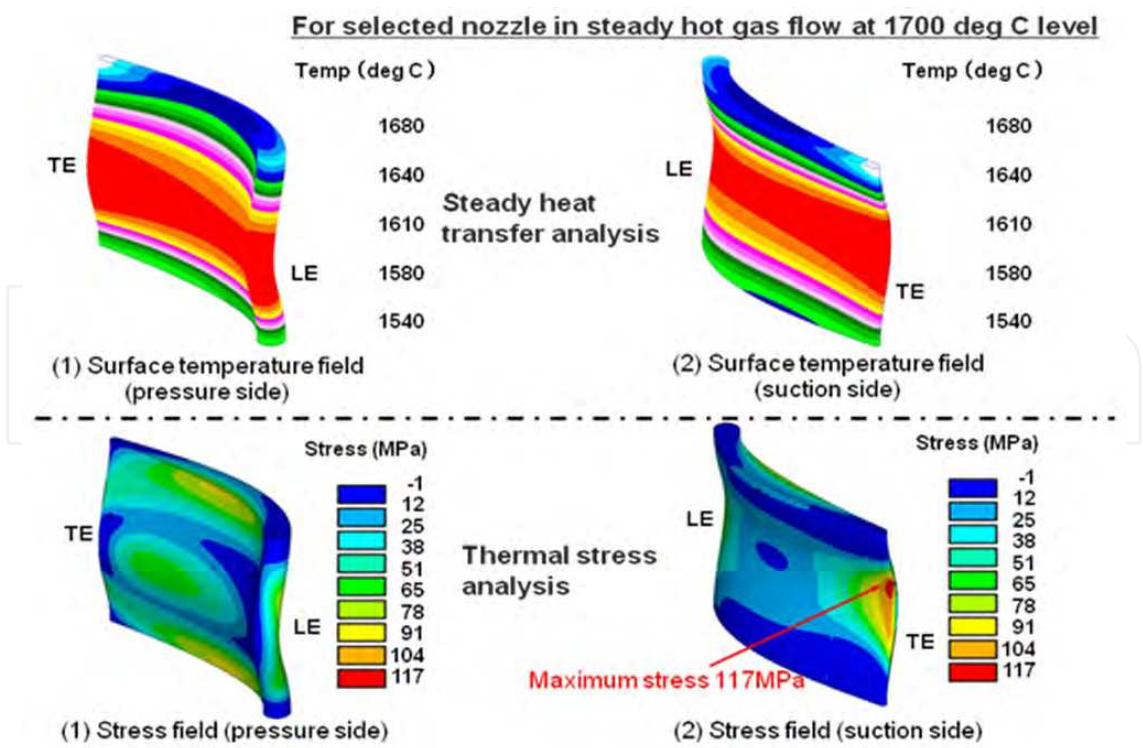 For selected nozzle in steady hot gas flow at 1700 deg C level
Temp (deg C)
1680
1640
1610
1580
1540
TE
LE
(1) Surface temperature field
(pressure side)
Steady heat
transfer analysis
Temp (deg C)
1680
1640
1610
1580
1540
LE
TE
(2) Surface temperature field
(suction side)
Stress (MPa)
-1
12
25
38
51
65
78
91
104
117
TE
LE
(1) Stress field (pressure side)
Thermal stress
analysis
Stress (MPa)
-1
12
25
38
51
65
78
91
104
117
LE
TE
Maximum stress 117MPa
(2) Stress field (suction side)